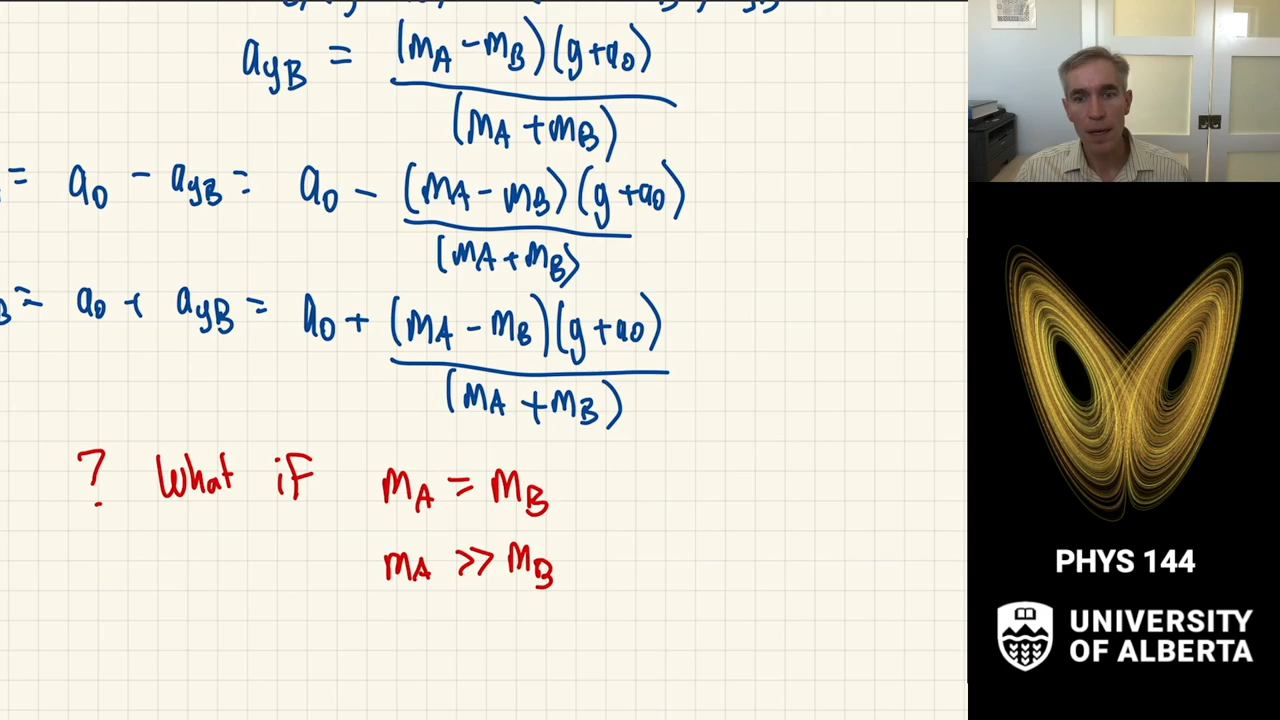 a_yB = (m_A - m_B)(g + a_0)
(m_A + m_B)
= a_0 - a_yB = a_0 - (m_A - m_B)(g + a_0)
(m_A + m_B)
B = a_0 + a_yB = a_0 + (m_A - m_B)(g + a_0)
(m_A + m_B)
? What if m_A = m_B
m_A >> m_B
PHYS 144
UNIVERSITY
OF ALBERTA